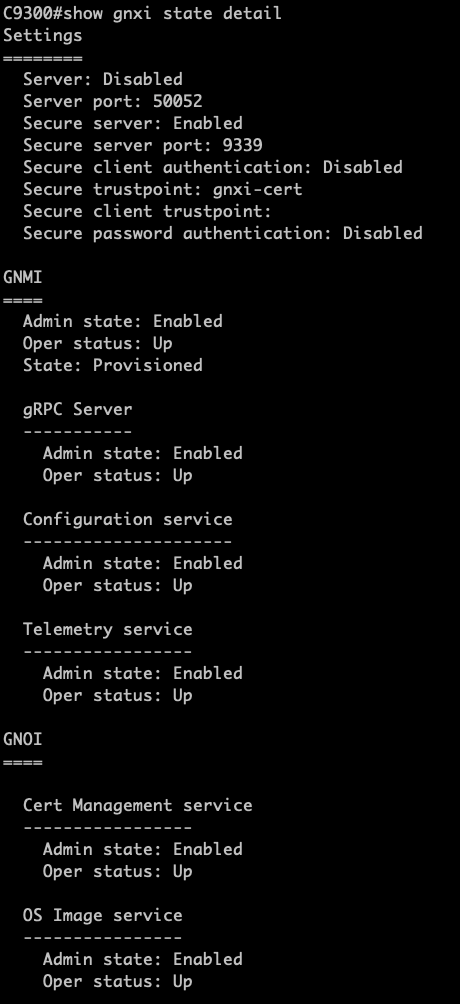 C9300#show gnxi state detail
Settings
========
Server: Disabled
Server port: 50052
Secure server: Enabled
Secure server port: 9339
Secure client authentication: Disabled
Secure trustpoint: gnxi-cert
Secure client trustpoint:
Secure password authentication: Disabled
GNMI
====
Admin state: Enabled
Oper status: Up
State: Provisioned
gRPC Server
-----------
Admin state: Enabled
Oper status: Up
Configuration service
---------------------
Admin state: Enabled
Oper status: Up
Telemetry service
-----------------
Admin state: Enabled
Oper status: Up
GNOI
====
Cert Management service
-----------------
Admin state: Enabled
Oper status: Up
OS Image service
----------------
Admin state: Enabled
Oper status: Up